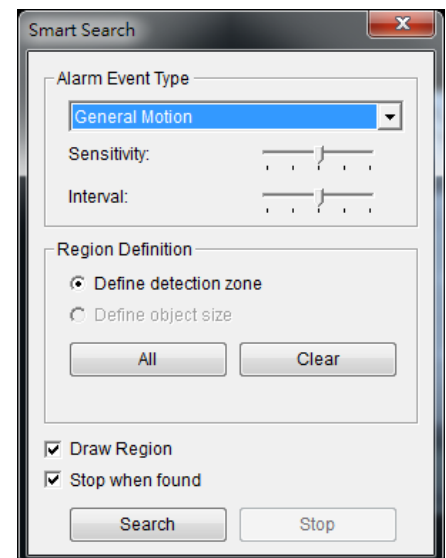 Smart Search
Alarm Event Type
General Motion
Sensitivity:
Interval:
Region Definition
Define detection zone
Define object size
All Clear
Draw Region
Stop when found
Search Stop